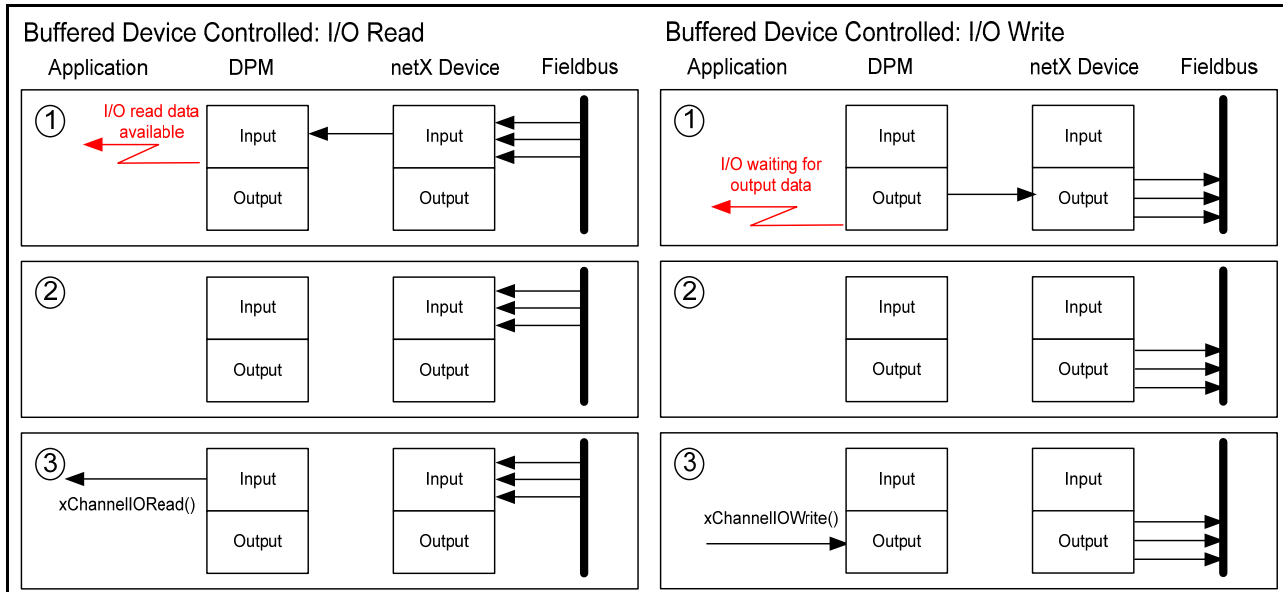 Buffered Device Controlled: I/O Read
Application DPM netX Device Fieldbus
1
I/O read data
available
Input Input
Output Output
2
Input Input
Output Output
3
Input Input
xChannelIORead()
Output Output
Buffered Device Controlled: I/O Write
Application DPM netX Device Fieldbus
1
Input Input
I/O waiting for
output data
Output Output
2
Input Input
Output Output
3
Input Input
xChannelIOWrite()
Output Output